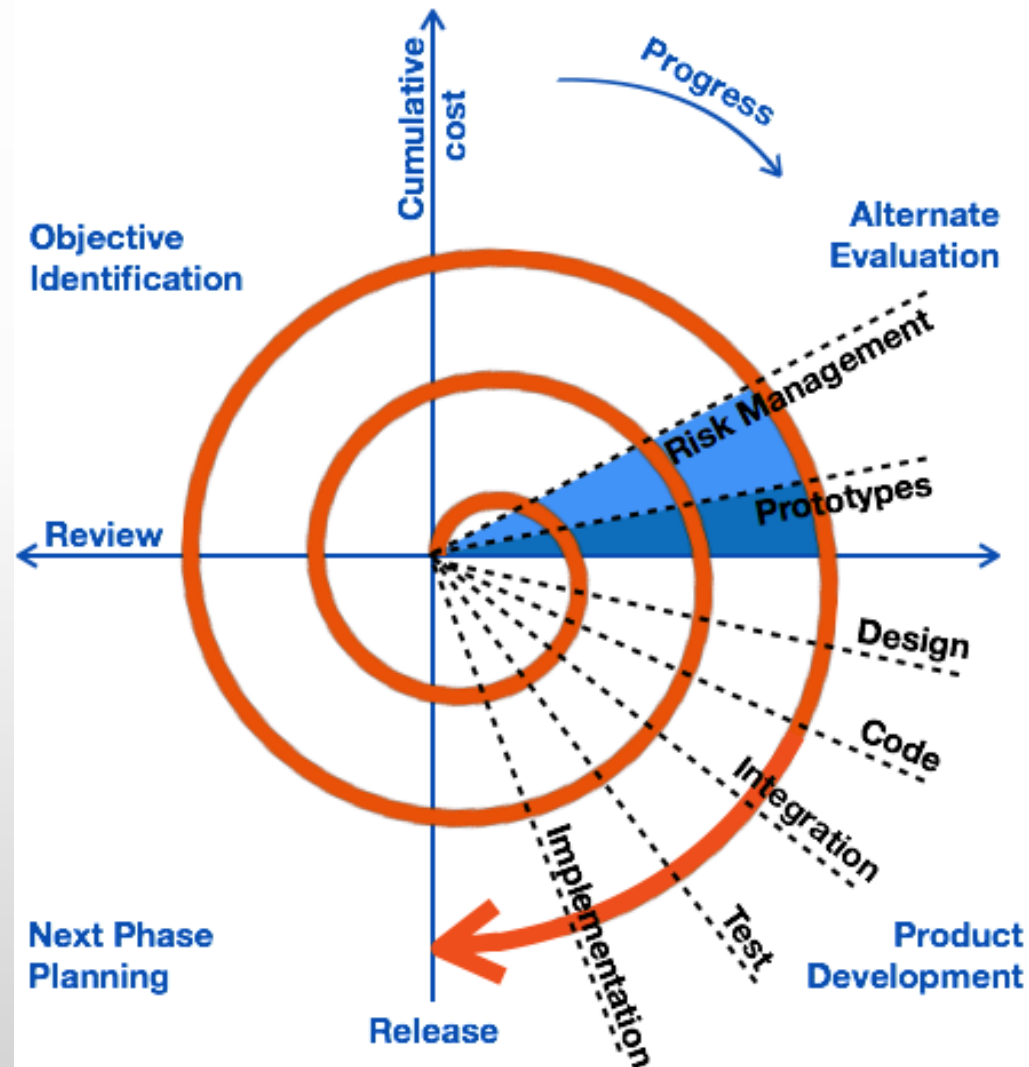 Cumulative
cost
Progress
Objective
Identification
Alternate
Evaluation
Risk Management
Prototypes
Review
Design
Code
Integration
Test
Implementation
Next Phase
Planning
Product
Development
Release